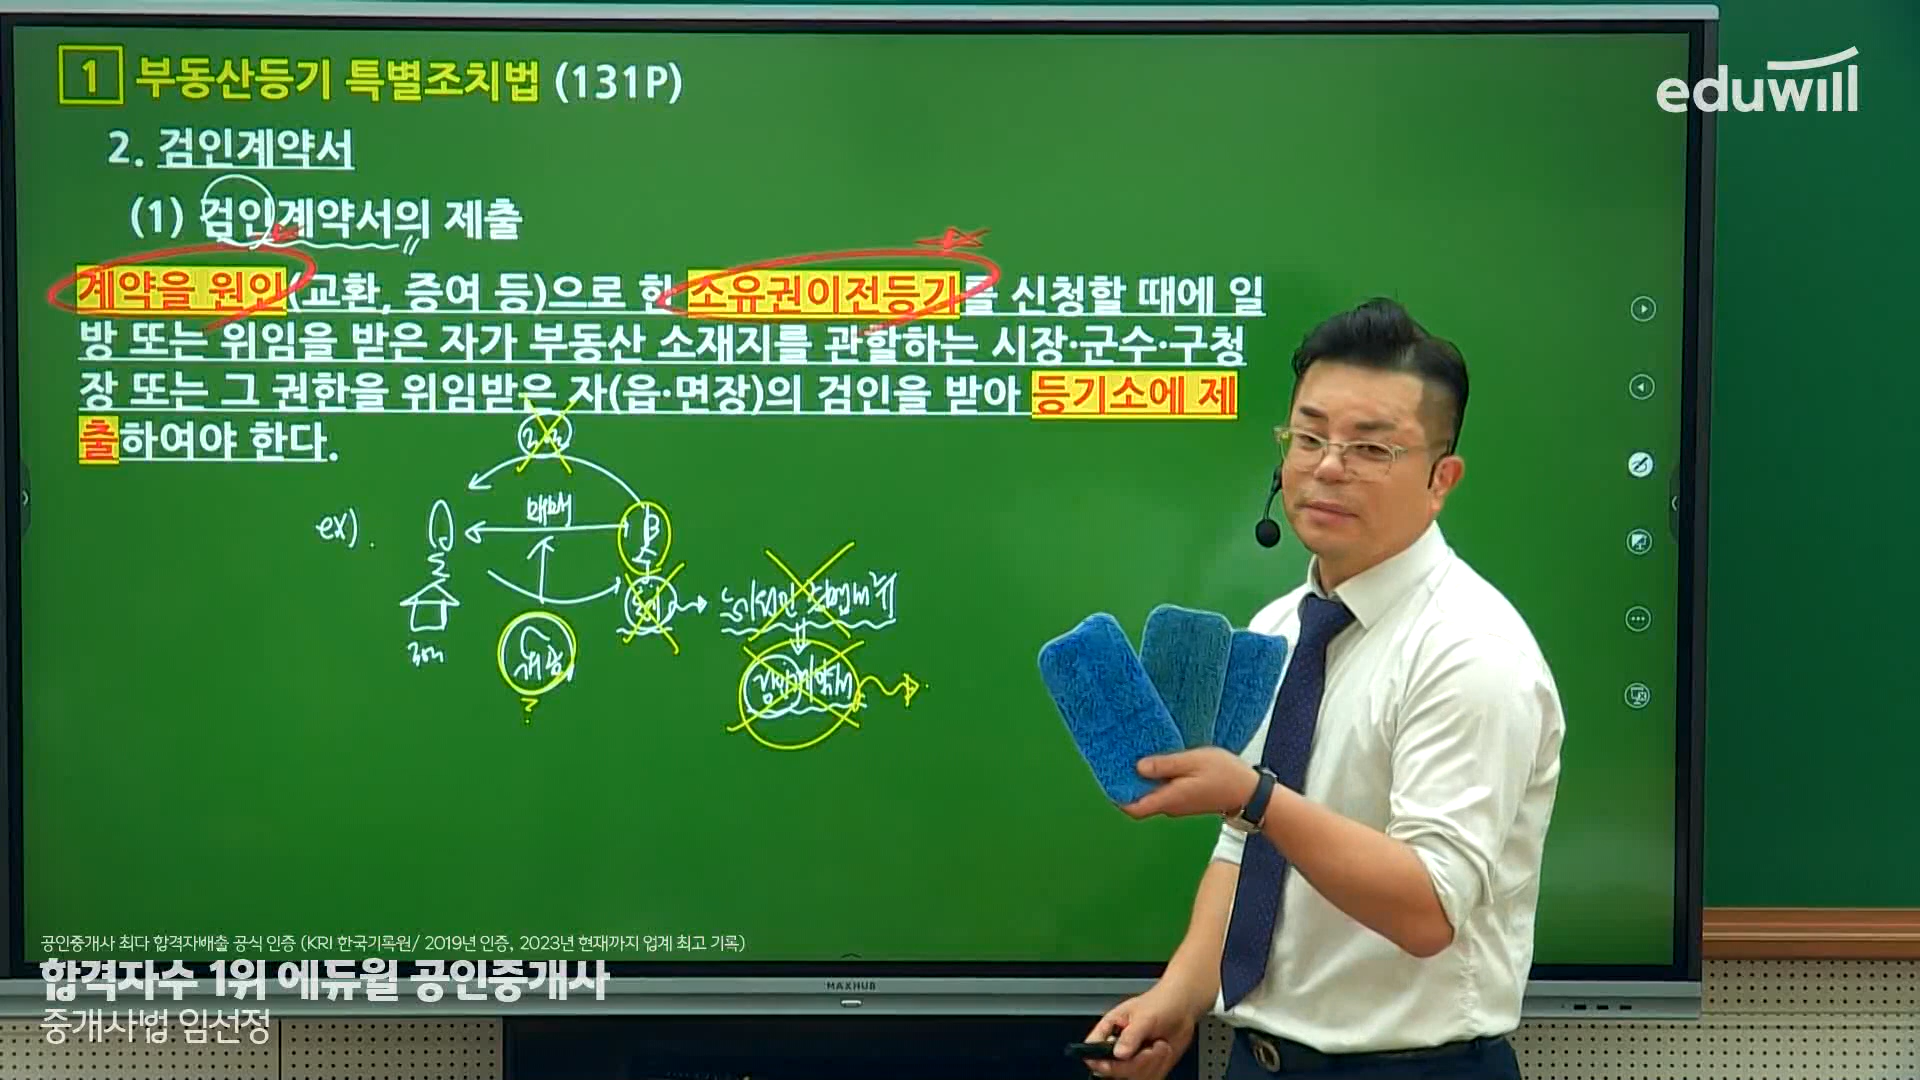 1 부동산등기 특별조치법 (131P)
eduwill
2. 검인계약서
(1) 검인계약서의 제출
계약을 원인(교환, 증여 등)으로 한 소유권이전등기를 신청할 때에 일
방 또는 위임을 받은 자가 부동산 소재지를 관할하는 시장·군수·구청
장 또는 그 권한을 위임받은 자(읍·면장)의 검인을 받아 등기소에 제
출하여야 한다.
ex).
매매
B
검인계약서
?
공인중개사 최다 합격자배출 공식 인증 (KRI 한국기록원/ 2019년 인증, 2023년 현재까지 업계 최고 기록)
합격자수 1위 에듀윌 공인중개사
중개사법 임선정
MAXHUB